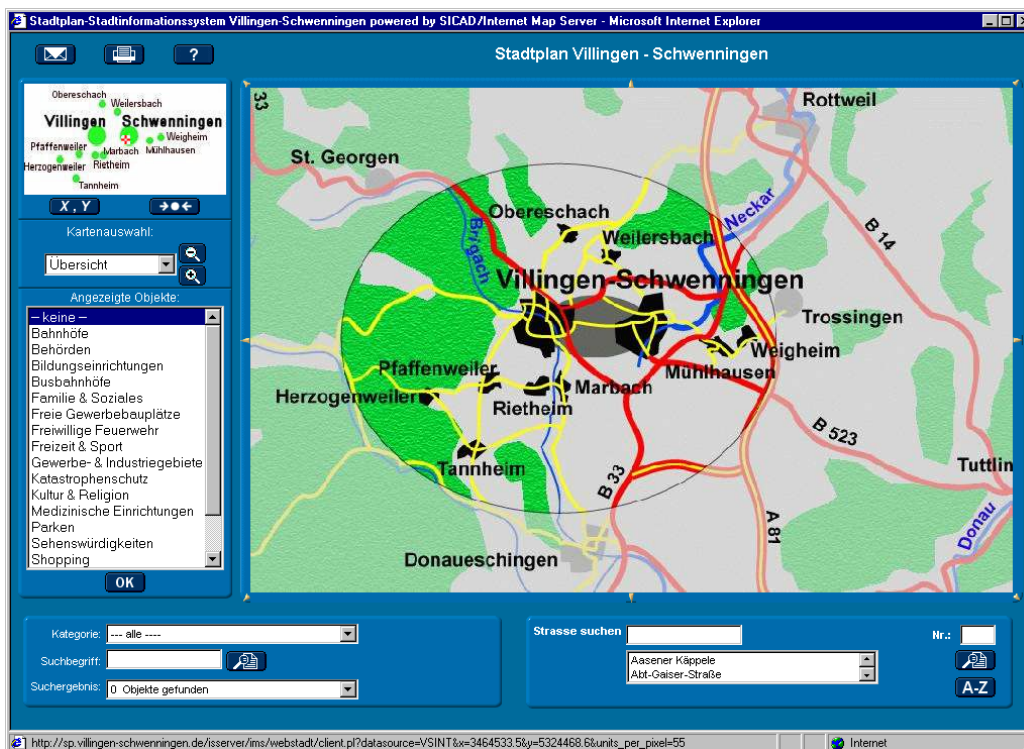 Stadtplan-Stadtinformationssystem Villingen-Schwenningen powered by SICAD/Internet Map Server - Microsoft Internet Explorer
?
Stadtplan Villingen - Schwenningen
Obereschach
Weilersbach
Villingen Schwenningen
Weigheim
Pfaffenweiler
Marbach
Mühlhausen
Herzogenweiler
Rietheim
Tannheim
X , Y
Kartenauswahl:
Übersicht
Angezeigte Objekte:
– keine –
Bahnhöfe
Behörden
Bildungseinrichtungen
Busbahnhöfe
Familie & Soziales
Freie Gewerbebauplätze
Freiwillige Feuerwehr
Freizeit & Sport
Gewerbe- & Industriegebiete
Katastrophenschutz
Kultur & Religion
Medizinische Einrichtungen
Parken
Sehenswürdigkeiten
Shopping
OK
33
Rottweil
St. Georgen
Obereschach
Neckar
B 14
Brigach
Weilersbach
Villingen-Schwenningen
Trossingen
Weigheim
Pfaffenweiler
Mühlhausen
Herzogenweiler
Rietheim
Marbach
B 523
Tannheim
Tuttlin
B 33
A 81
Donau
Donaueschingen
Kategorie: --- alle ----
Suchbegriff:
Suchergebnis: 0 Objekte gefunden
Strasse suchen
Nr.:
Aasener Käppele
Abt-Gaiser-Straße
A-Z
http://sp.villingen-schwenningen.de/isserver/ims/webstadt/client.pl?datasource=VSINT&x=3464533.5&y=5324468.6&units_per_pixel=55
Internet